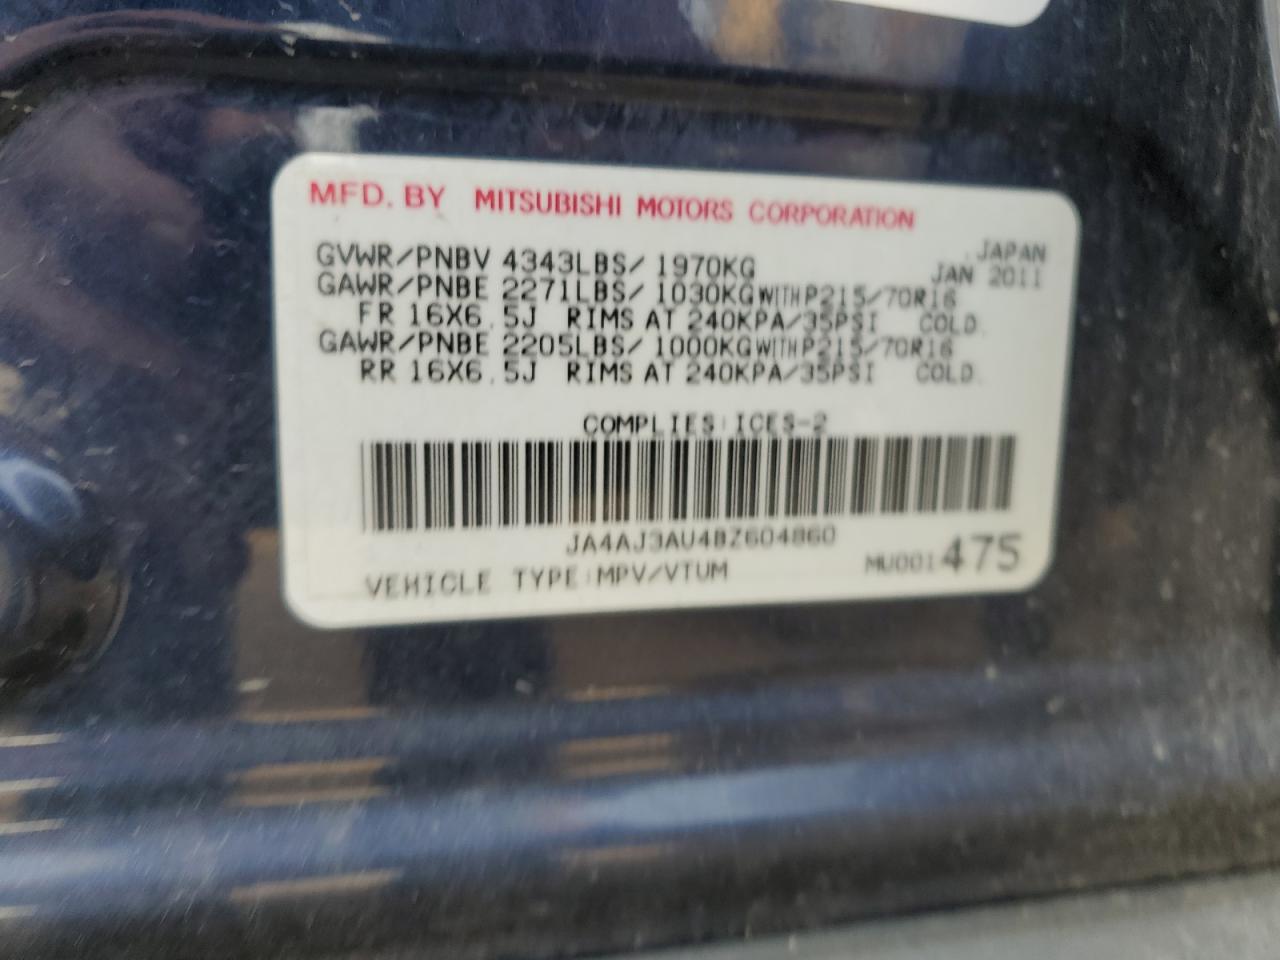 MFD. BY MITSUBISHI MOTORS CORPORATION
JAPAN
GVWR/PNBV 4343LBS/ 1970KG JAN 2011
GAWR/PNBE 2271LBS/ 1030KG WITH P215/70R16
FR 16X6.5J RIMS AT 240KPA/35PSI COLD.
GAWR/PNBE 2205LBS/ 1000KG WITH P215/70R16
RR 16X6.5J RIMS AT 240KPA/35PSI COLD.
COMPLIES:ICES-2
JA4AJ3AU4BZ604860
VEHICLE TYPE:MPV/VTUM MU001475